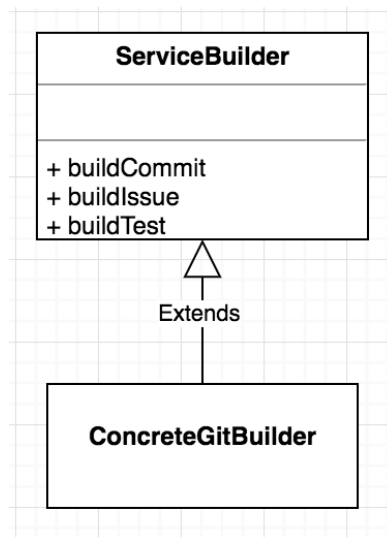 ServiceBuilder
+ buildCommit
+ buildIssue
+ buildTest
Extends
ConcreteGitBuilder